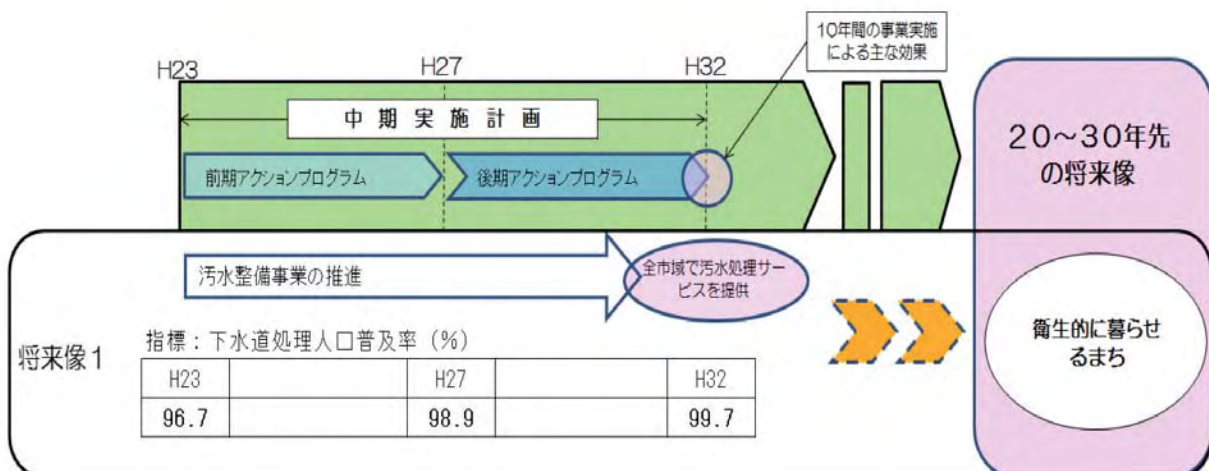 10年間の事業実施
による主な効果
H23
H27
H32
中期実施計画
前期アクションプログラム
後期アクションプログラム
20～30年先
の将来像
将来像1
汚水整備事業の推進
全市域で汚水処理サー
ビスを提供
指標：下水道処理人口普及率（%）
H23 H27 H32
96.7 98.9 99.7
衛生的に暮らせ
るまち